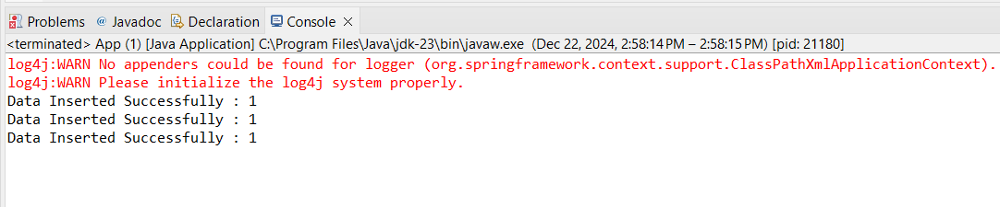 Problems @ Javadoc Declaration Console ×
<terminated> App (1) [Java Application] C:\Program Files\Java\jdk-23\bin\javaw.exe (Dec 22, 2024, 2:58:14 PM – 2:58:15 PM) [pid: 21180]
log4j:WARN No appenders could be found for logger (org.springframework.context.support.ClassPathXmlApplicationContext).
log4j:WARN Please initialize the log4j system properly.
Data Inserted Successfully : 1
Data Inserted Successfully : 1
Data Inserted Successfully : 1